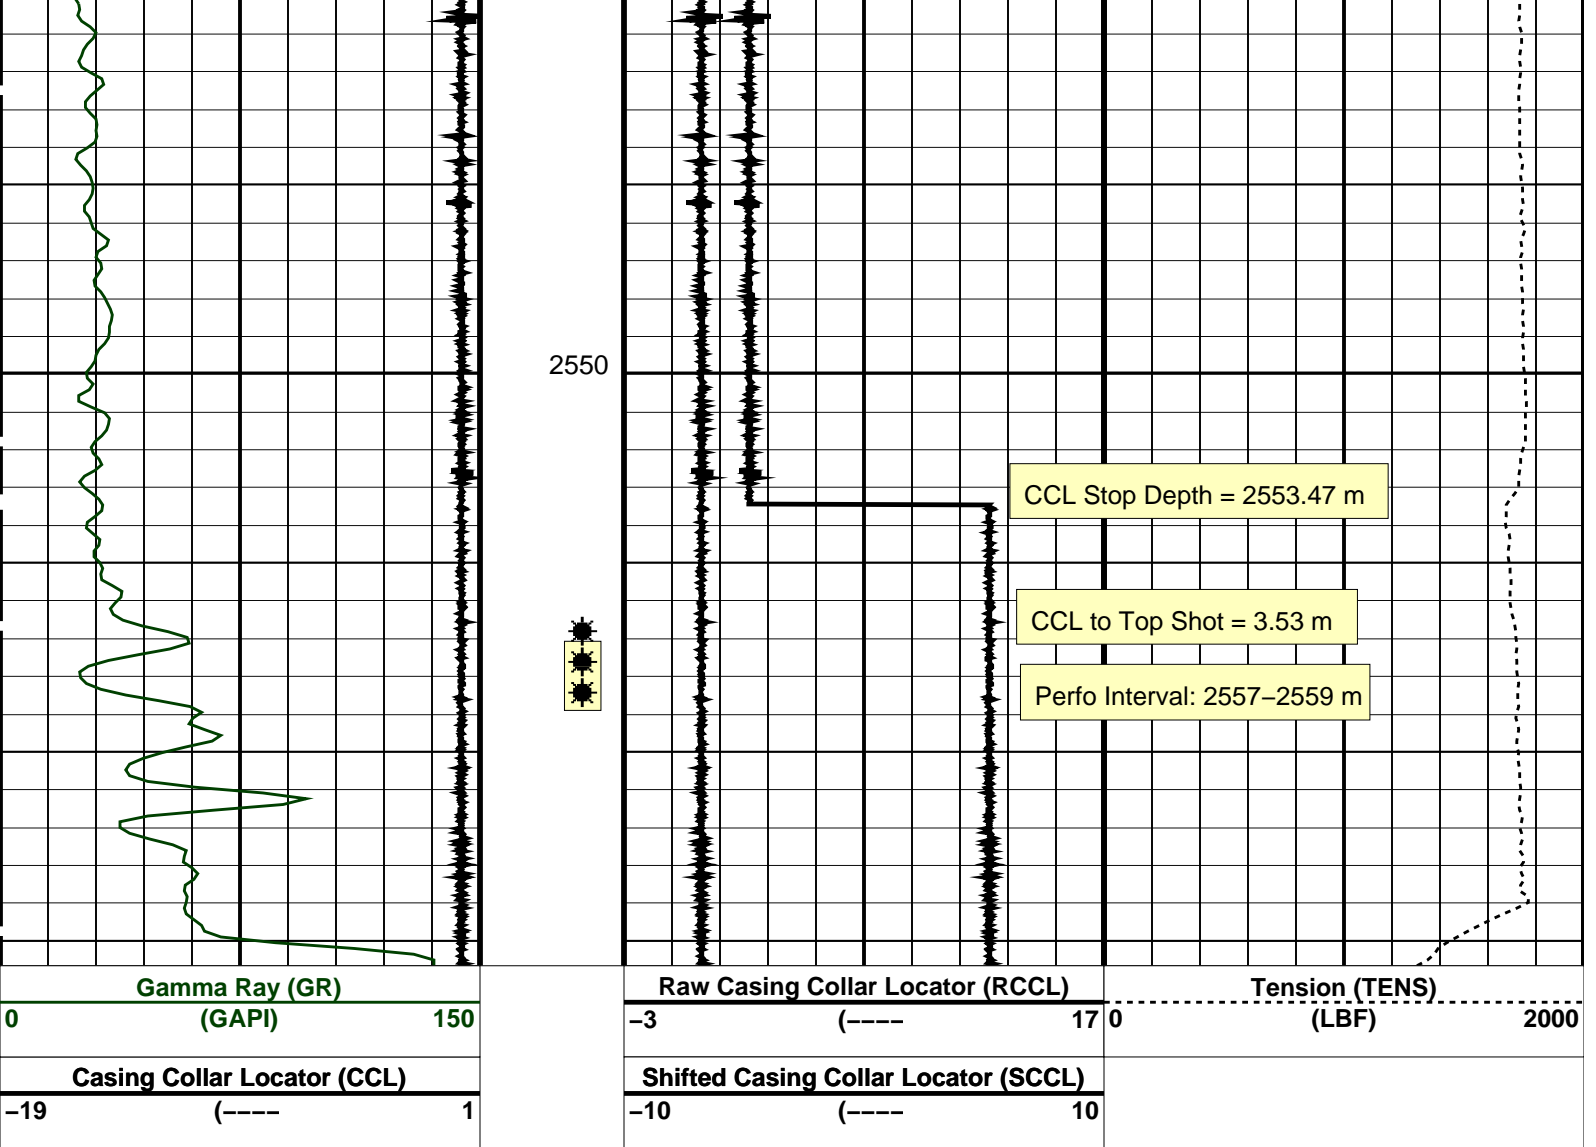 2550
CCL Stop Depth = 2553.47 m
CCL to Top Shot = 3.53 m
Perfo Interval: 2557–2559 m
Gamma Ray (GR)
0 (GAPI) 150
Raw Casing Collar Locator (RCCL)
–3 (–––– 17
Tension (TENS)
0 (LBF) 2000
Casing Collar Locator (CCL)
–19 (–––– 1
Shifted Casing Collar Locator (SCCL)
–10 (–––– 10